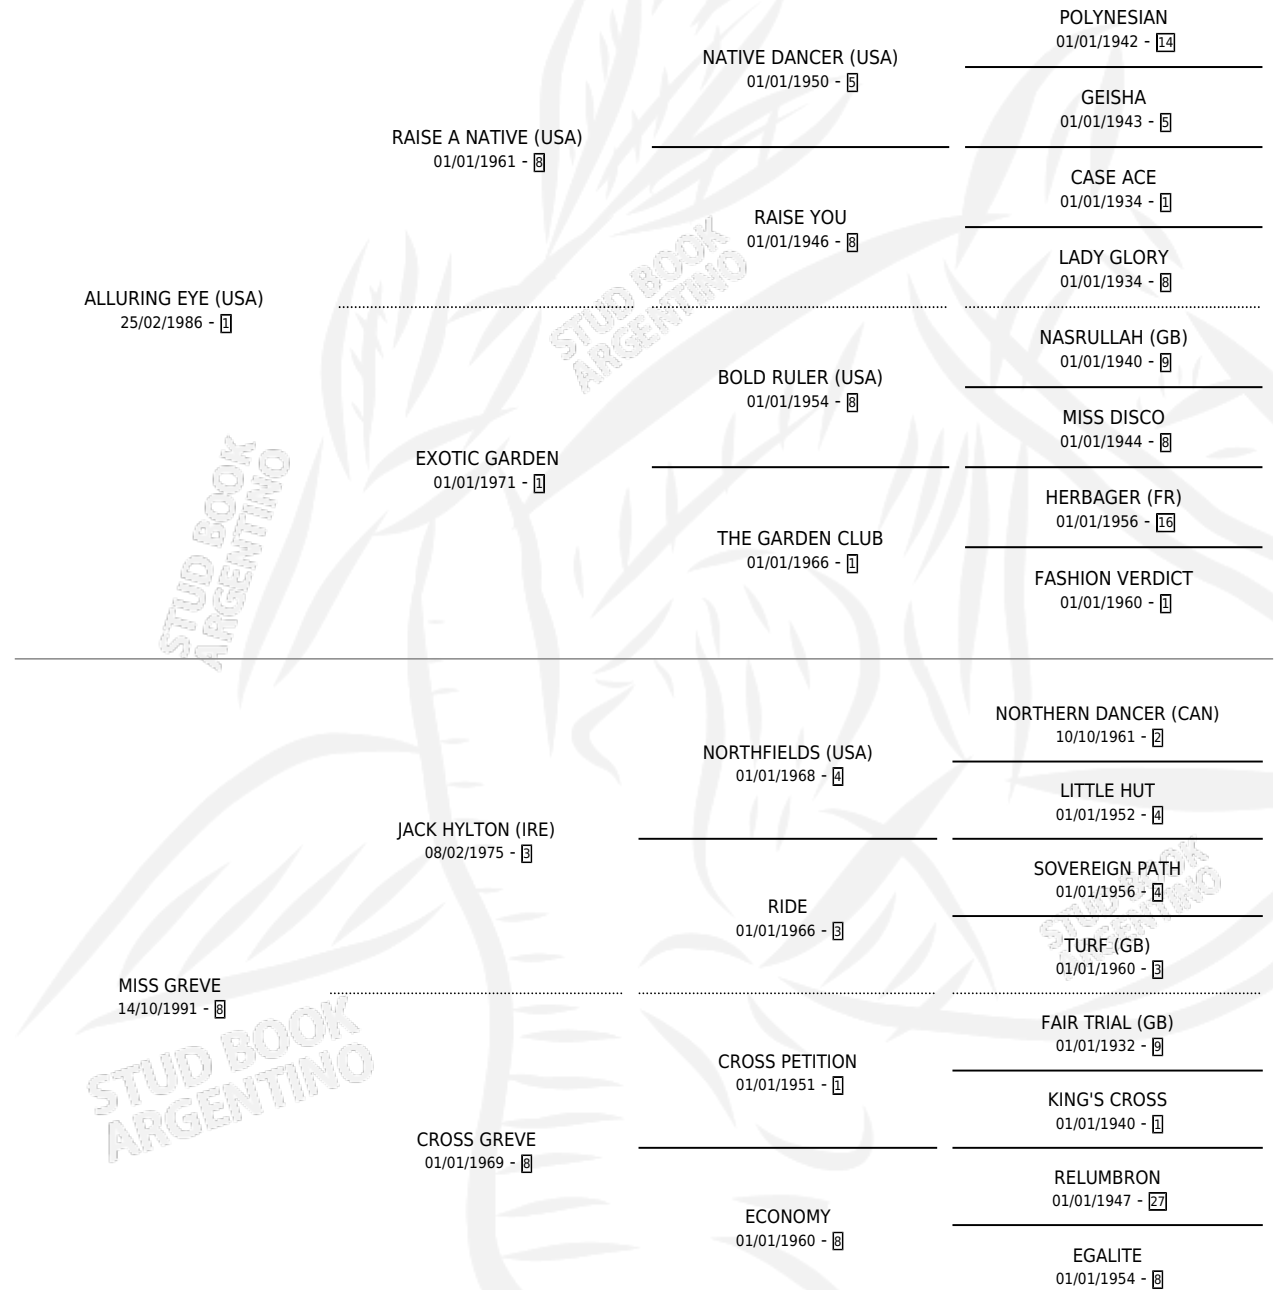 POLYNESIAN
01/01/1942 - 14
NATIVE DANCER (USA)
01/01/1950 - 5
GEISHA
01/01/1943 - 5
RAISE A NATIVE (USA)
01/01/1961 - 8
CASE ACE
01/01/1934 - 1
RAISE YOU
01/01/1946 - 8
LADY GLORY
01/01/1934 - 8
ALLURING EYE (USA)
25/02/1986 - 1
STUD BOOK
ARGENTINO
NASRULLAH (GB)
01/01/1940 - 9
BOLD RULER (USA)
01/01/1954 - 8
MISS DISCO
01/01/1944 - 8
EXOTIC GARDEN
01/01/1971 - 1
HERBAGER (FR)
01/01/1956 - 16
THE GARDEN CLUB
01/01/1966 - 1
FASHION VERDICT
01/01/1960 - 1
STUD BOOK
ARGENTINO
NORTHERN DANCER (CAN)
10/10/1961 - 2
NORTHFIELDS (USA)
01/01/1968 - 4
LITTLE HUT
01/01/1952 - 4
JACK HYLTON (IRE)
08/02/1975 - 3
SOVEREIGN PATH
01/01/1956 - 4
RIDE
01/01/1966 - 3
STUD BOOK
ARGENTINO
TURF (GB)
01/01/1960 - 3
MISS GREVE
14/10/1991 - 8
FAIR TRIAL (GB)
01/01/1932 - 9
CROSS PETITION
01/01/1951 - 1
STUD BOOK
ARGENTINO
KING'S CROSS
01/01/1940 - 1
CROSS GREVE
01/01/1969 - 8
RELUMBRON
01/01/1947 - 27
ECONOMY
01/01/1960 - 8
EGALITE
01/01/1954 - 8